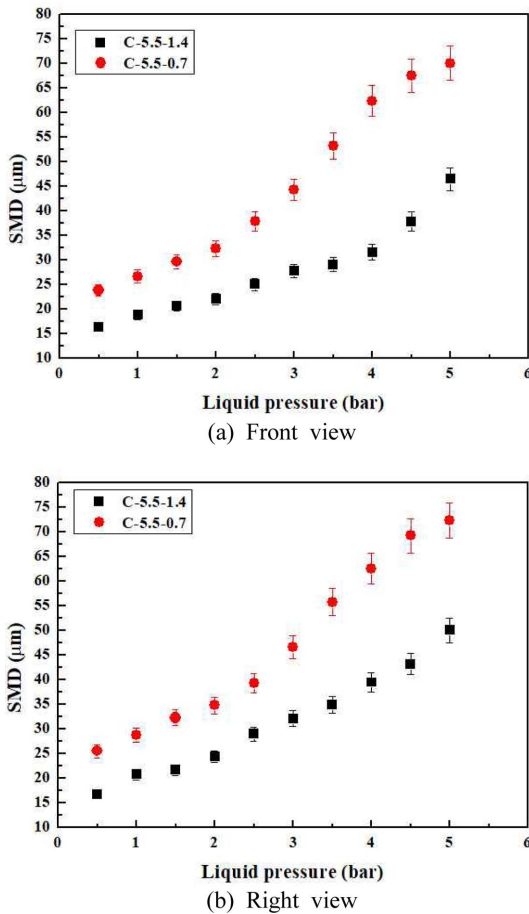 80
75
70
65
60
55
50
45
40
35
30
25
20
15
10
SMD (μm)
C-5.5-1.4
C-5.5-0.7
0 1 2 3 4 5 6
Liquid pressure (bar)
(a) Front view
80
75
70
65
60
55
50
45
40
35
30
25
20
15
10
SMD (μm)
C-5.5-1.4
C-5.5-0.7
0 1 2 3 4 5 6
Liquid pressure (bar)
(b) Right view